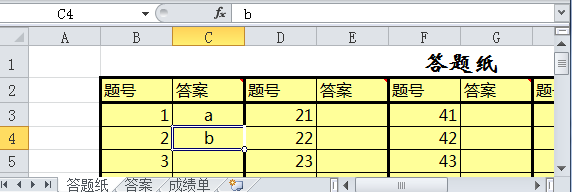 C4 fx b
A B C D E F G
1 答题纸
2 题号 答案 题号 答案 题号 答案
3 1 a 21 41
4 2 b 22 42
5 3 23 43
答题纸 答案 成绩单